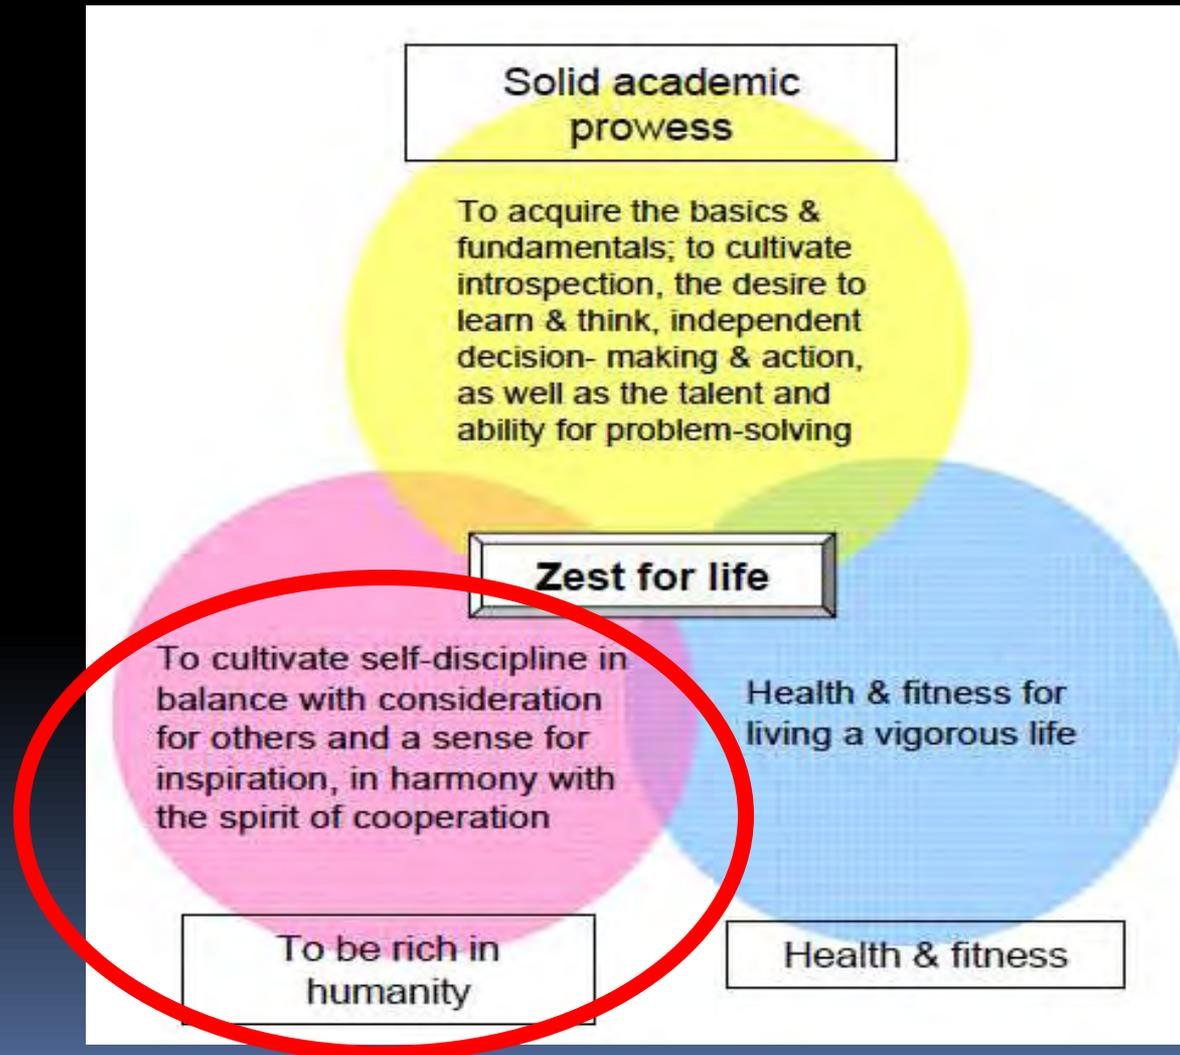 Solid academic
prowess
To acquire the basics &
fundamentals; to cultivate
introspection, the desire to
learn & think, independent
decision- making & action,
as well as the talent and
ability for problem-solving
Zest for life
To cultivate self-discipline in
balance with consideration
for others and a sense for
inspiration, in harmony with
the spirit of cooperation
Health & fitness for
living a vigorous life
To be rich in
humanity
Health & fitness